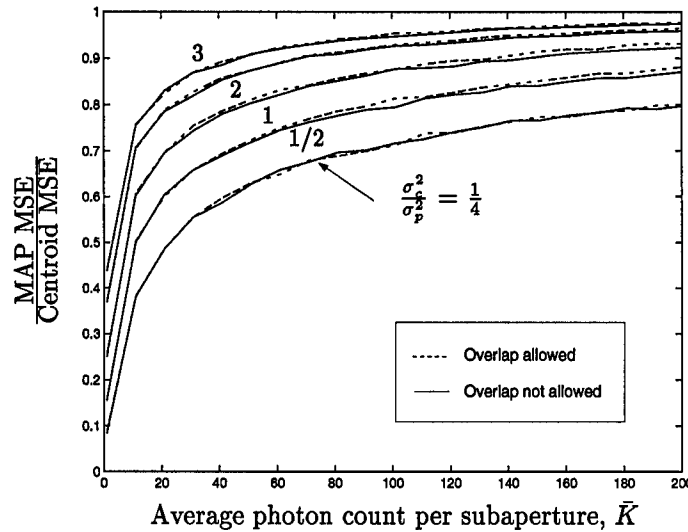 1
0.9
0.8
0.7
0.6
0.5
0.4
0.3
0.2
0.1
0
MAP MSE
Centroid MSE
3
2
1
1/2
σ_c^2/σ_p^2 = 1/4
Overlap allowed
Overlap not allowed
0 20 40 60 80 100 120 140 160 180 200
Average photon count per subaperture, K̄